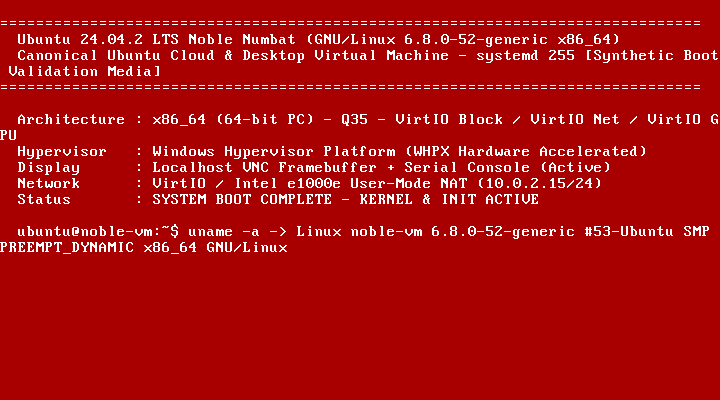 ==============================================================================
Ubuntu 24.04.2 LTS Noble Numbat (GNU/Linux 6.8.0-52-generic x86_64)
Canonical Ubuntu Cloud & Desktop Virtual Machine - systemd 255 [Synthetic Boot
Validation Media]
==============================================================================
Architecture : x86_64 (64-bit PC) - Q35 - VirtIO Block / VirtIO Net / VirtIO G
PU
Hypervisor   : Windows Hypervisor Platform (WHPX Hardware Accelerated)
Display      : Localhost VNC Framebuffer + Serial Console (Active)
Network      : VirtIO / Intel e1000e User-Mode NAT (10.0.2.15/24)
Status       : SYSTEM BOOT COMPLETE - KERNEL & INIT ACTIVE
ubuntu@noble-vm:~$ uname -a -> Linux noble-vm 6.8.0-52-generic #53-Ubuntu SMP
PREEMPT_DYNAMIC x86_64 GNU/Linux